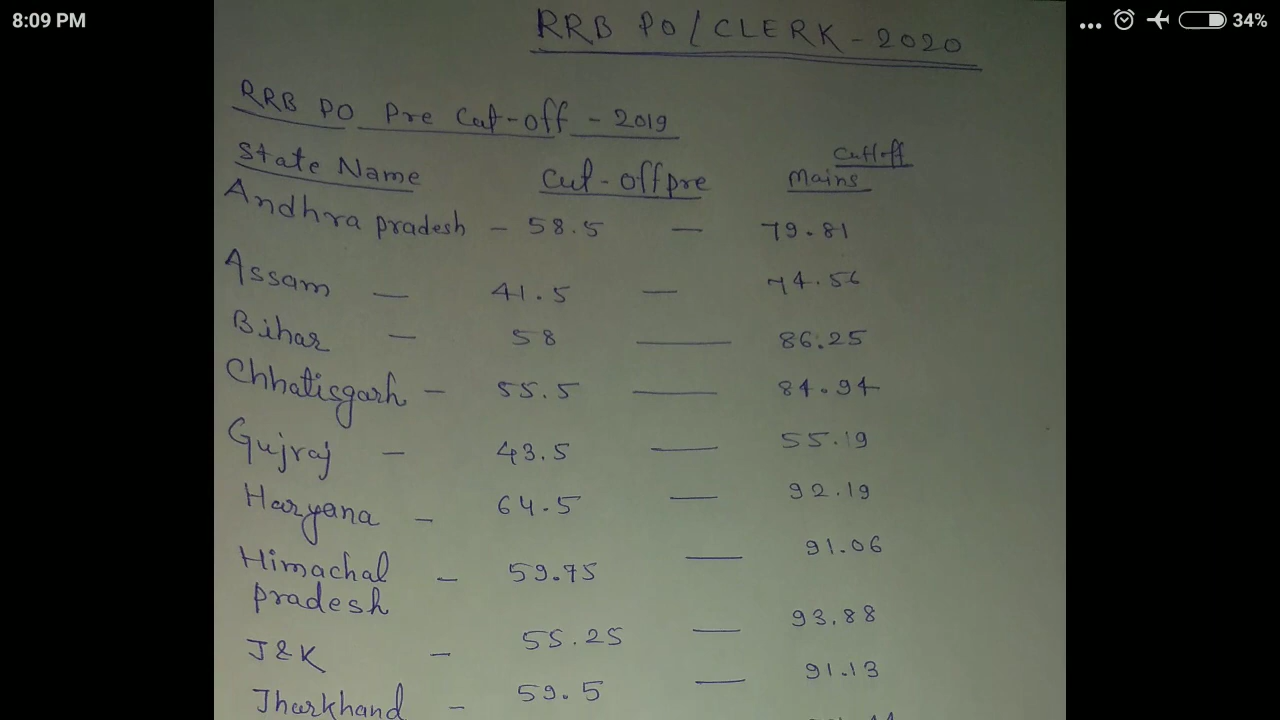 8:09 PM
... 34%
RRB PO / CLERK - 2020
RRB PO Pre Cut-off - 2019
State Name Cut-off pre Cutt off Mains
Andhra pradesh - 58.5 — 79.81
Assam — 41.5 — 74.56
Bihar — 58 — 86.25
Chhatisgarh - 55.5 — 84.94
Gujraj — 43.5 — 55.19
Haryana - 64.5 — 92.19
Himachal pradesh - 59.75 — 91.06
J&K - 55.25 — 93.88
Jharkhand - 59.5 — 91.13